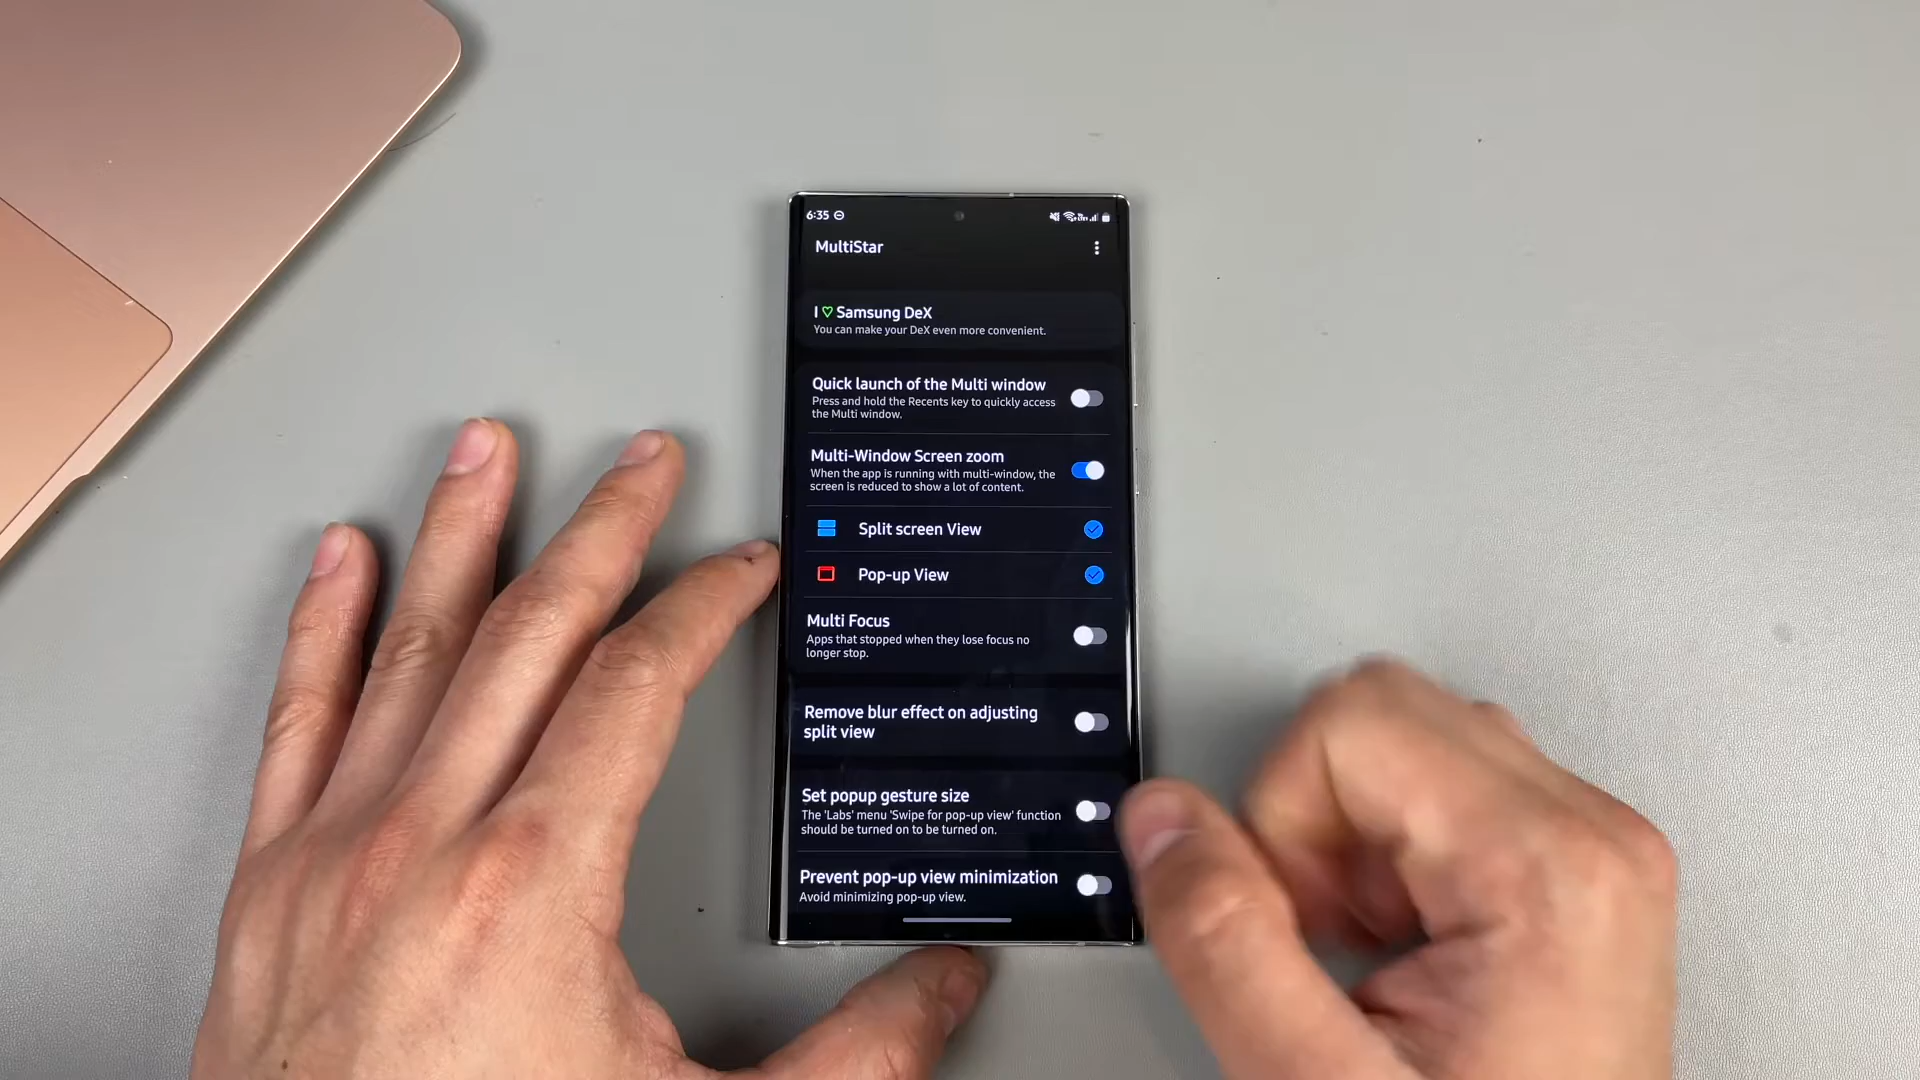 6:35
MultiStar
I ♡ Samsung DeX
You can make your DeX even more convenient.
Quick launch of the Multi window
Press and hold the Recents key to quickly access
the Multi window.
Multi-Window Screen zoom
When the app is running with multi-window, the
screen is reduced to show a lot of content.
Split screen View
Pop-up View
Multi Focus
Apps that stopped when they lose focus no
longer stop.
Remove blur effect on adjusting
split view
Set popup gesture size
The 'Labs' menu 'Swipe for pop-up view' function
should be turned on to be turned on.
Prevent pop-up view minimization
Avoid minimizing pop-up view.